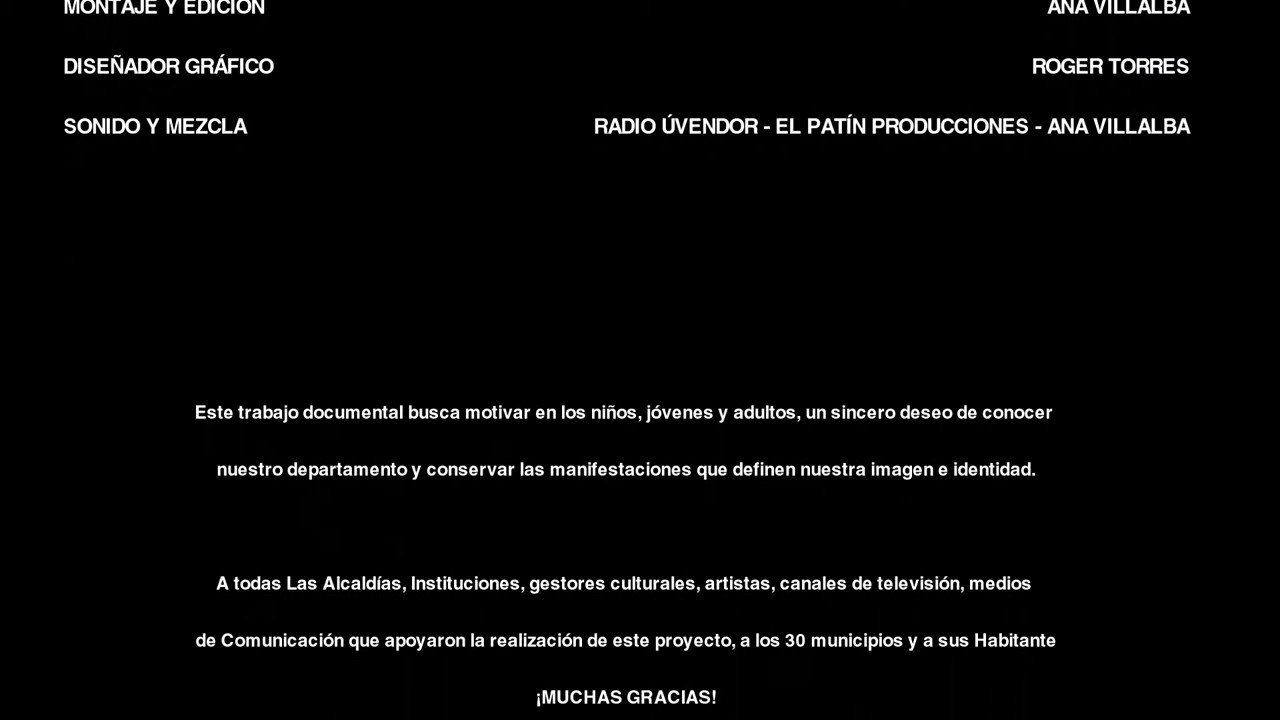 MONTAJE Y EDICIÓN ANA VILLALBA
DISEÑADOR GRÁFICO ROGER TORRES
SONIDO Y MEZCLA RADIO ÚVENDOR - EL PATÍN PRODUCCIONES - ANA VILLALBA
Este trabajo documental busca motivar en los niños, jóvenes y adultos, un sincero deseo de conocer
nuestro departamento y conservar las manifestaciones que definen nuestra imagen e identidad.
A todas Las Alcaldías, Instituciones, gestores culturales, artistas, canales de televisión, medios
de Comunicación que apoyaron la realización de este proyecto, a los 30 municipios y a sus Habitante
¡MUCHAS GRACIAS!